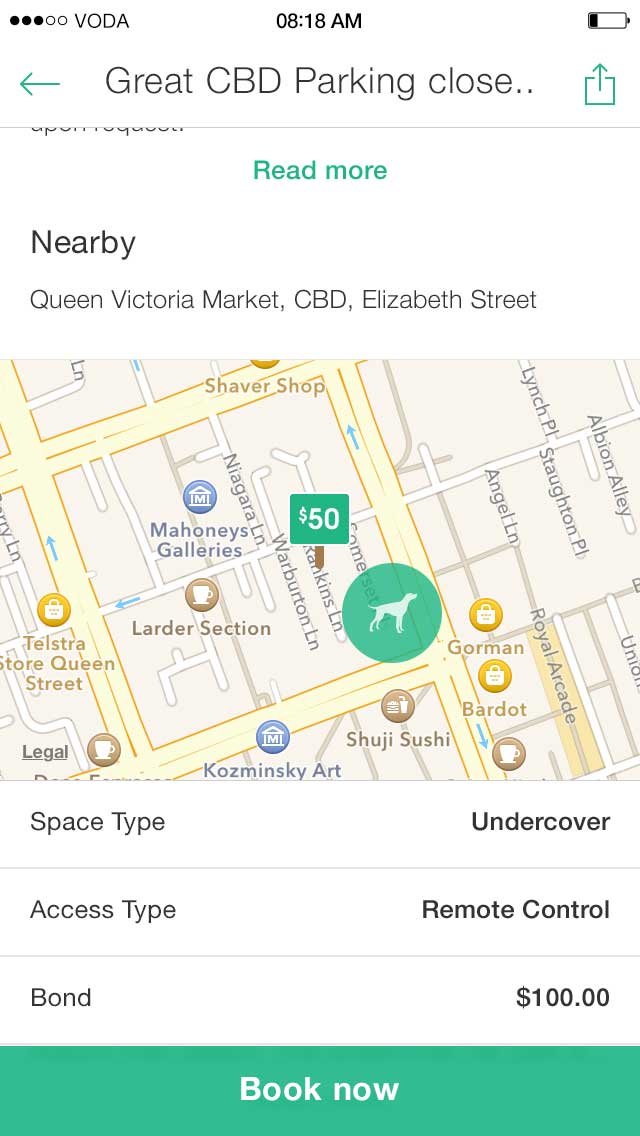 VODA 08:18 AM
Great CBD Parking close..
upon request.
Read more
Nearby
Queen Victoria Market, CBD, Elizabeth Street
Ln
Shaver Shop
Lynch Pl
Albion Alley
Niagara Ln
Staughton Pl
Angel Ln
Mahoneys
Galleries
$50
Warburton Ln
Rankins Ln
Somerset
Larder Section
Telstra
Store Queen
Street
Gorman
Royal Arcade
Union
Bardot
Shuji Sushi
Legal
Kozminsky Art
Space Type Undercover
Access Type Remote Control
Bond $100.00
Book now